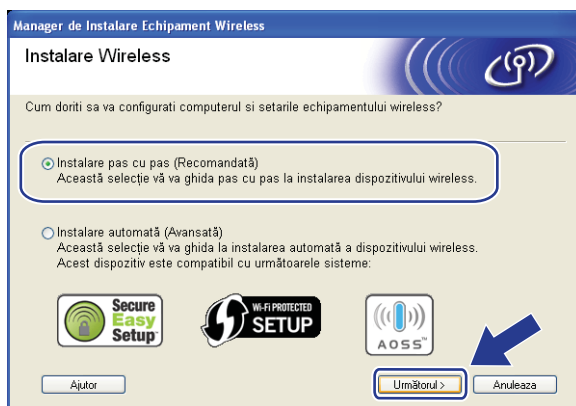 Manager de Instalare Echipament Wireless
Instalare Wireless
Cum doriti sa va configurati computerul si setarile echipamentului wireless?
Instalare pas cu pas (Recomandată)
Această selecție vă va ghida pas cu pas la instalarea dispozitivului wireless.
Instalare automată (Avansată)
Această selecție vă va ghida la instalarea automată a dispozitivului wireless.
Acest dispozitiv este compatibil cu următoarele sisteme:
Secure
Easy
Setup™
Wi-Fi PROTECTED
SETUP
AOSS™
Ajutor
Următorul >
Anuleaza